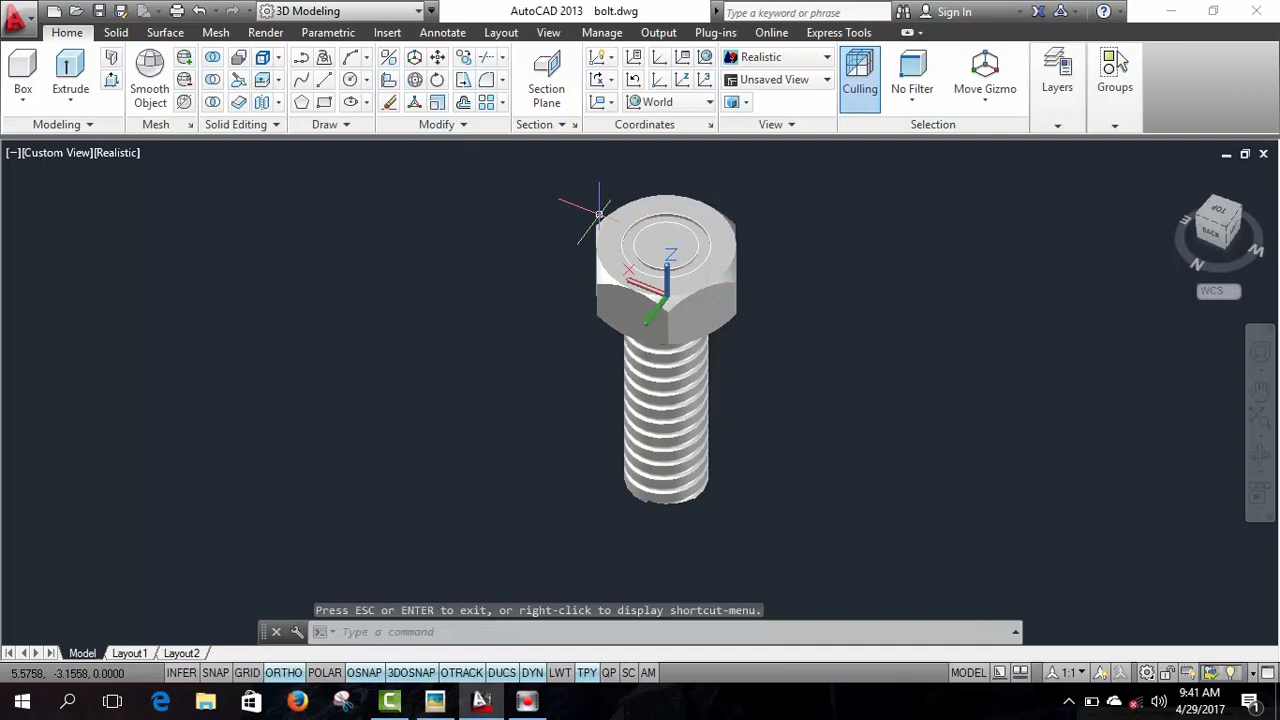 3D Modeling
AutoCAD 2013 bolt.dwg
Type a keyword or phrase
Sign In
Home Solid Surface Mesh Render Parametric Insert Annotate Layout View Manage Output Plug-ins Online Express Tools
Box Extrude Smooth Object
Section Plane
Realistic
Unsaved View
World
Culling No Filter Move Gizmo Layers Groups
Modeling Mesh Solid Editing Draw Modify Section Coordinates View Selection
[−][Custom View][Realistic]
TOP
BACK
E
W
N
WCS
Z
X
Press ESC or ENTER to exit, or right-click to display shortcut-menu.
Type a command
Model Layout1 Layout2
5.5758, -3.1558, 0.0000 INFER SNAP GRID ORTHO POLAR OSNAP 3DOSNAP OTRACK DUCS DYN LWT TPY QP SC AM MODEL 1:1
9:41 AM
4/29/2017
1